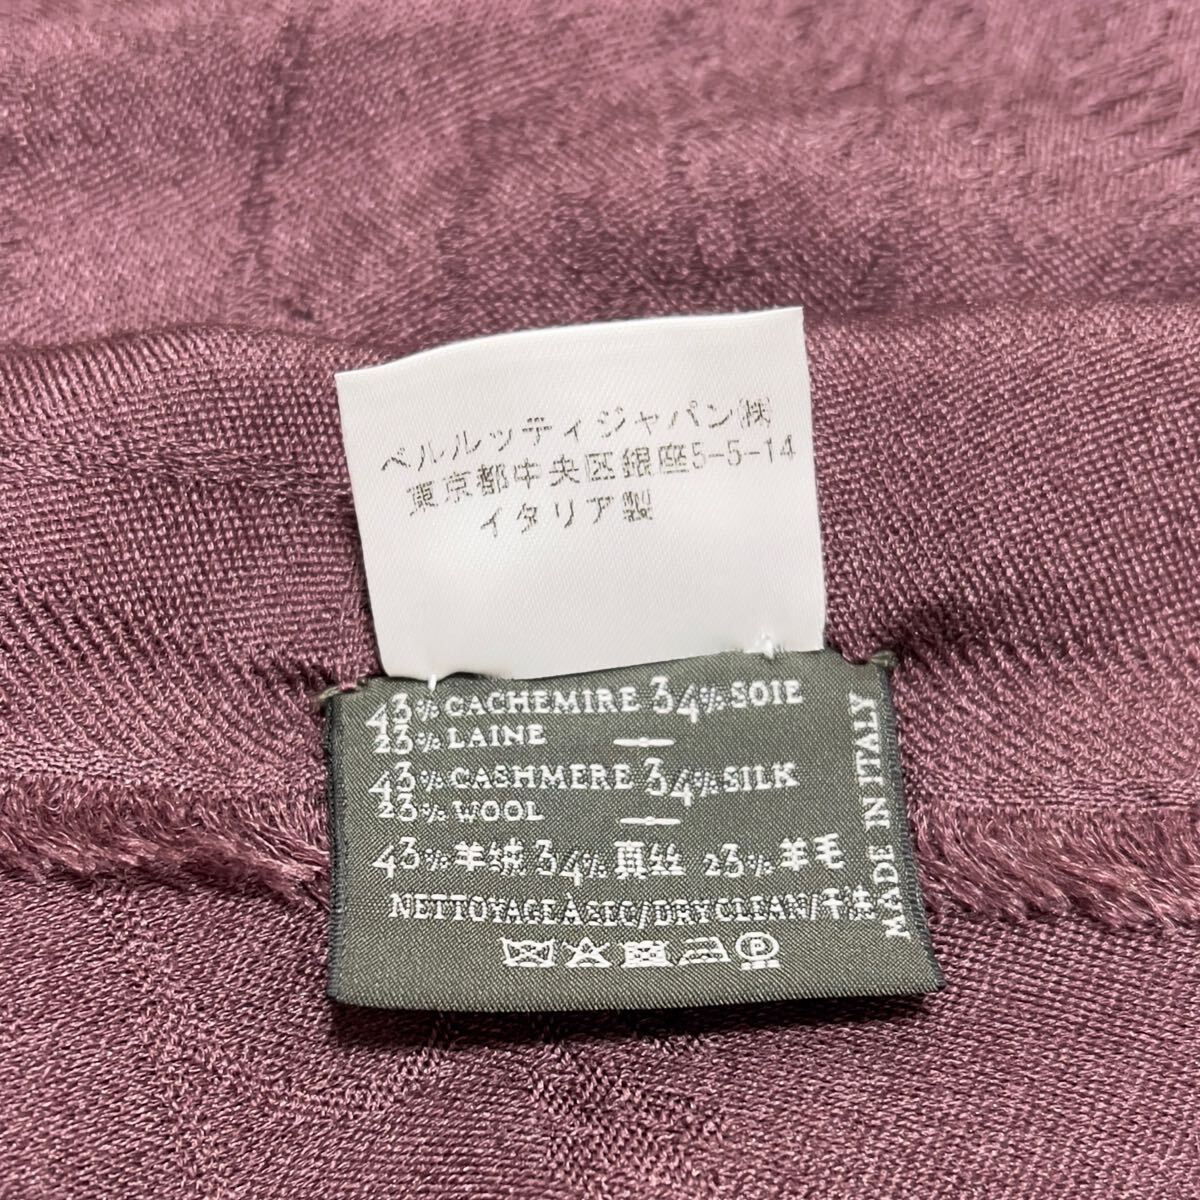 ベルルッティジャパン㈱
東京都中央区銀座5-5-14
イタリア製
43% CACHEMIRE 34% SOIE
23% LAINE
43% CASHMERE 34% SILK
23% WOOL
43% 羊绒 34% 真丝 23% 羊毛
NETTOYAGE À SEC/DRY CLEAN/干洗
P
MADE IN ITALY